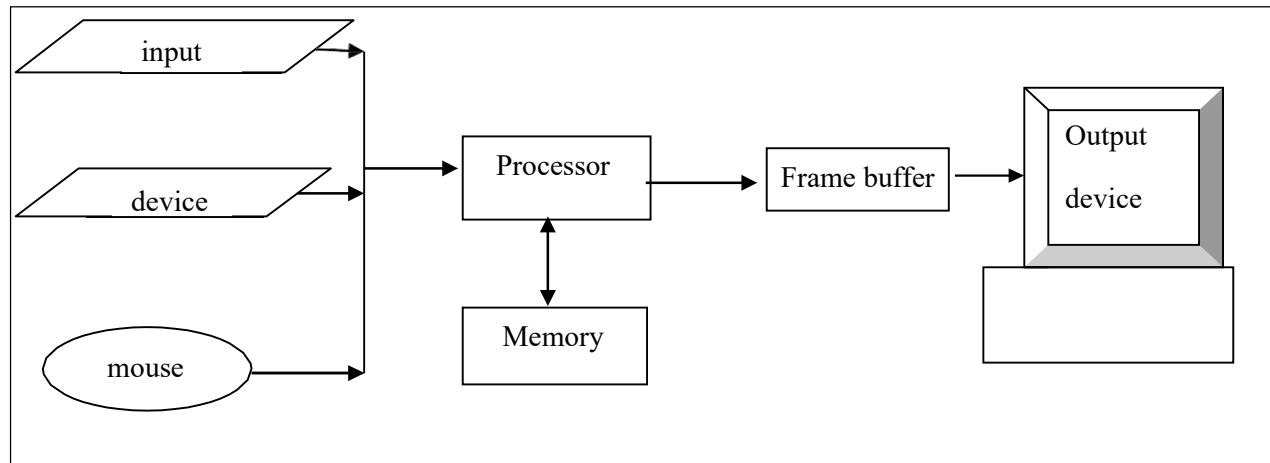 input
device
mouse
Processor
Memory
Frame buffer
Output
device